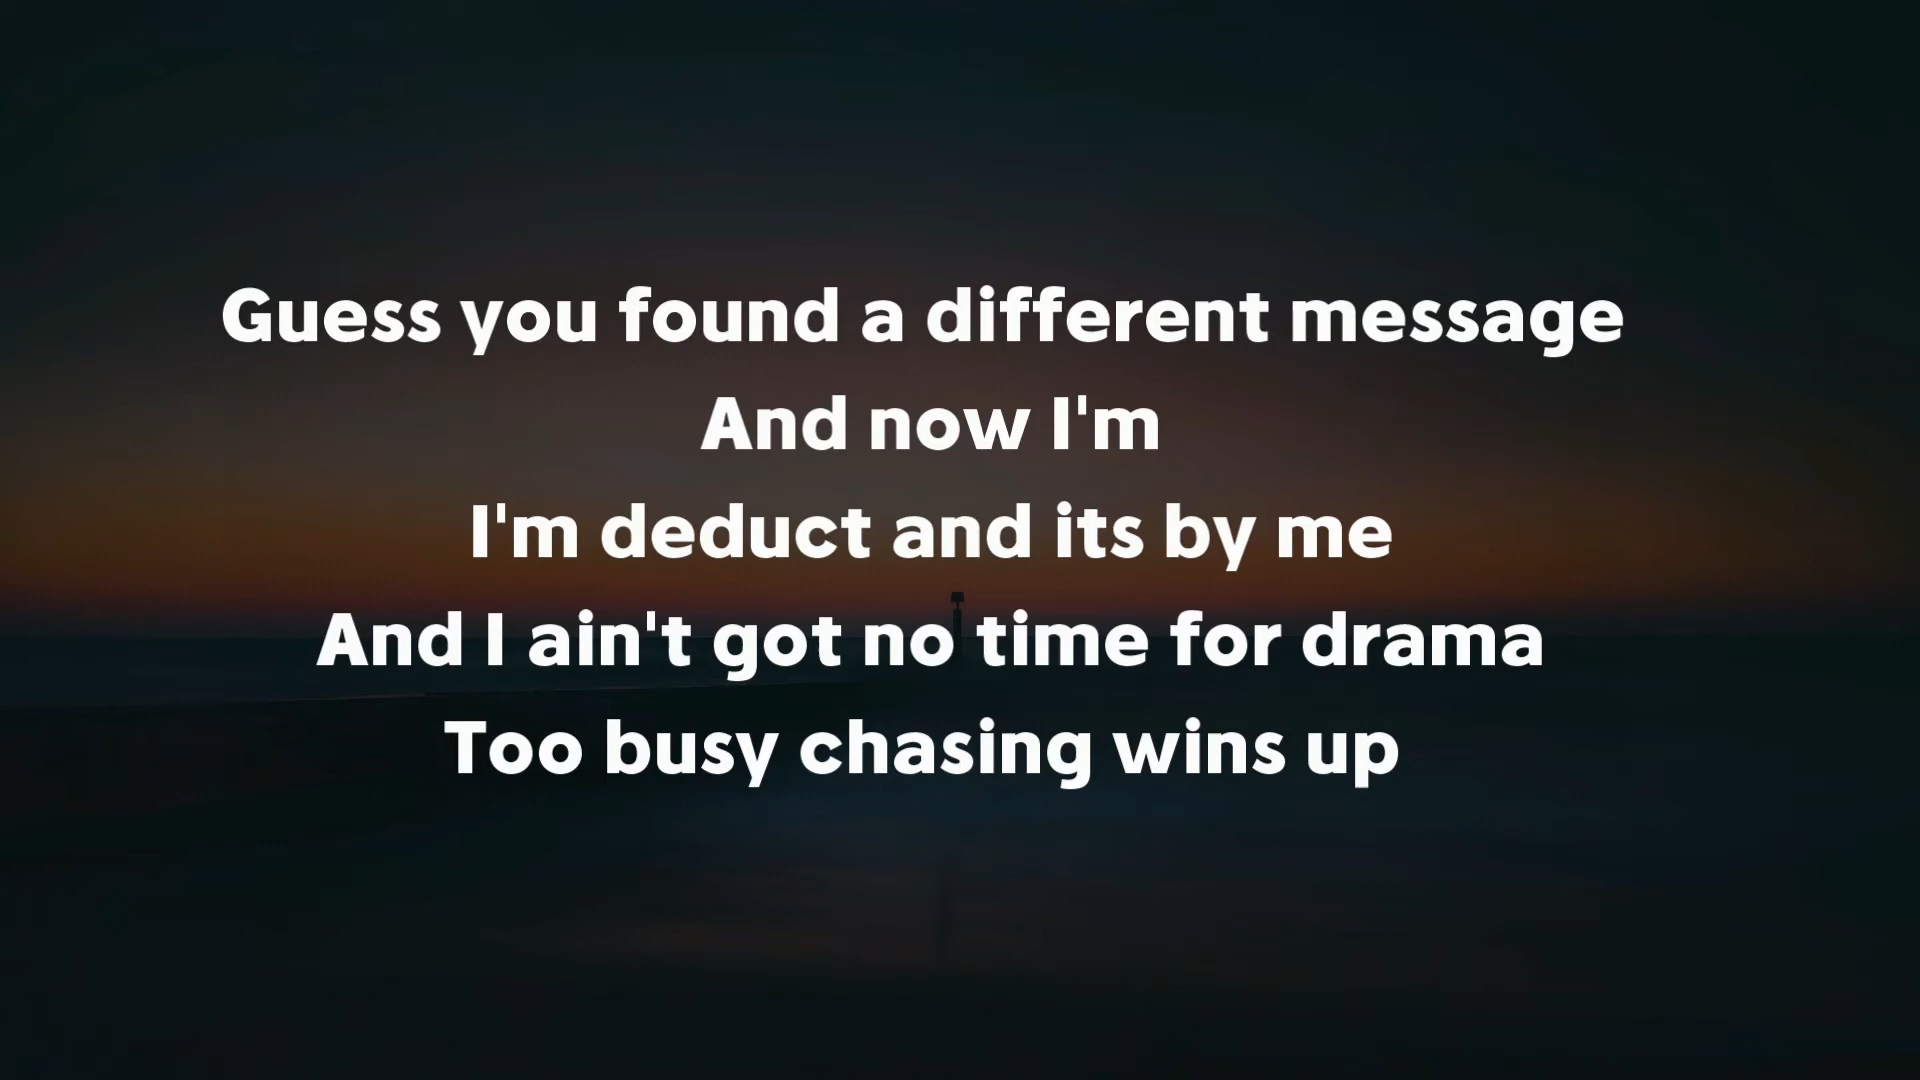 Guess you found a different message
And now I'm
I'm deduct and its by me
And I ain't got no time for drama
Too busy chasing wins up